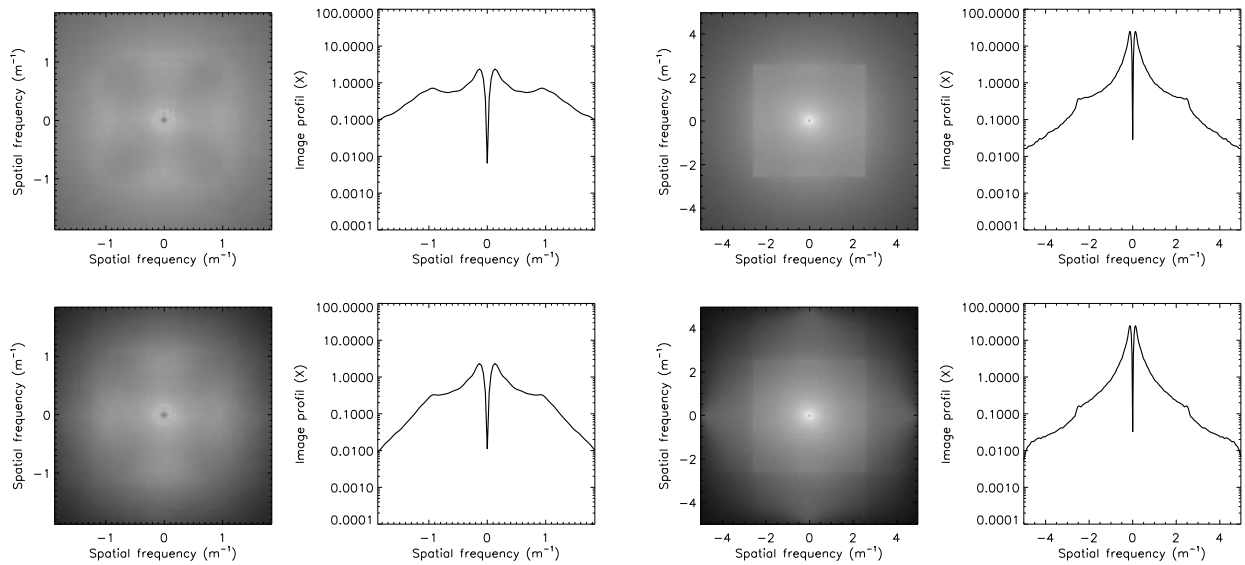 Spatial frequency (m⁻¹)
1
0
−1
−1 0 1
Spatial frequency (m⁻¹)
Image profil (X)
100.0000
10.0000
1.0000
0.1000
0.0100
0.0010
0.0001
−1 0 1
Spatial frequency (m⁻¹)
Spatial frequency (m⁻¹)
4
2
0
−2
−4
−4 −2 0 2 4
Spatial frequency (m⁻¹)
Image profil (X)
100.0000
10.0000
1.0000
0.1000
0.0100
0.0010
0.0001
−4 −2 0 2 4
Spatial frequency (m⁻¹)
Spatial frequency (m⁻¹)
1
0
−1
−1 0 1
Spatial frequency (m⁻¹)
Image profil (X)
100.0000
10.0000
1.0000
0.1000
0.0100
0.0010
0.0001
−1 0 1
Spatial frequency (m⁻¹)
Spatial frequency (m⁻¹)
4
2
0
−2
−4
−4 −2 0 2 4
Spatial frequency (m⁻¹)
Image profil (X)
100.0000
10.0000
1.0000
0.1000
0.0100
0.0010
0.0001
−4 −2 0 2 4
Spatial frequency (m⁻¹)